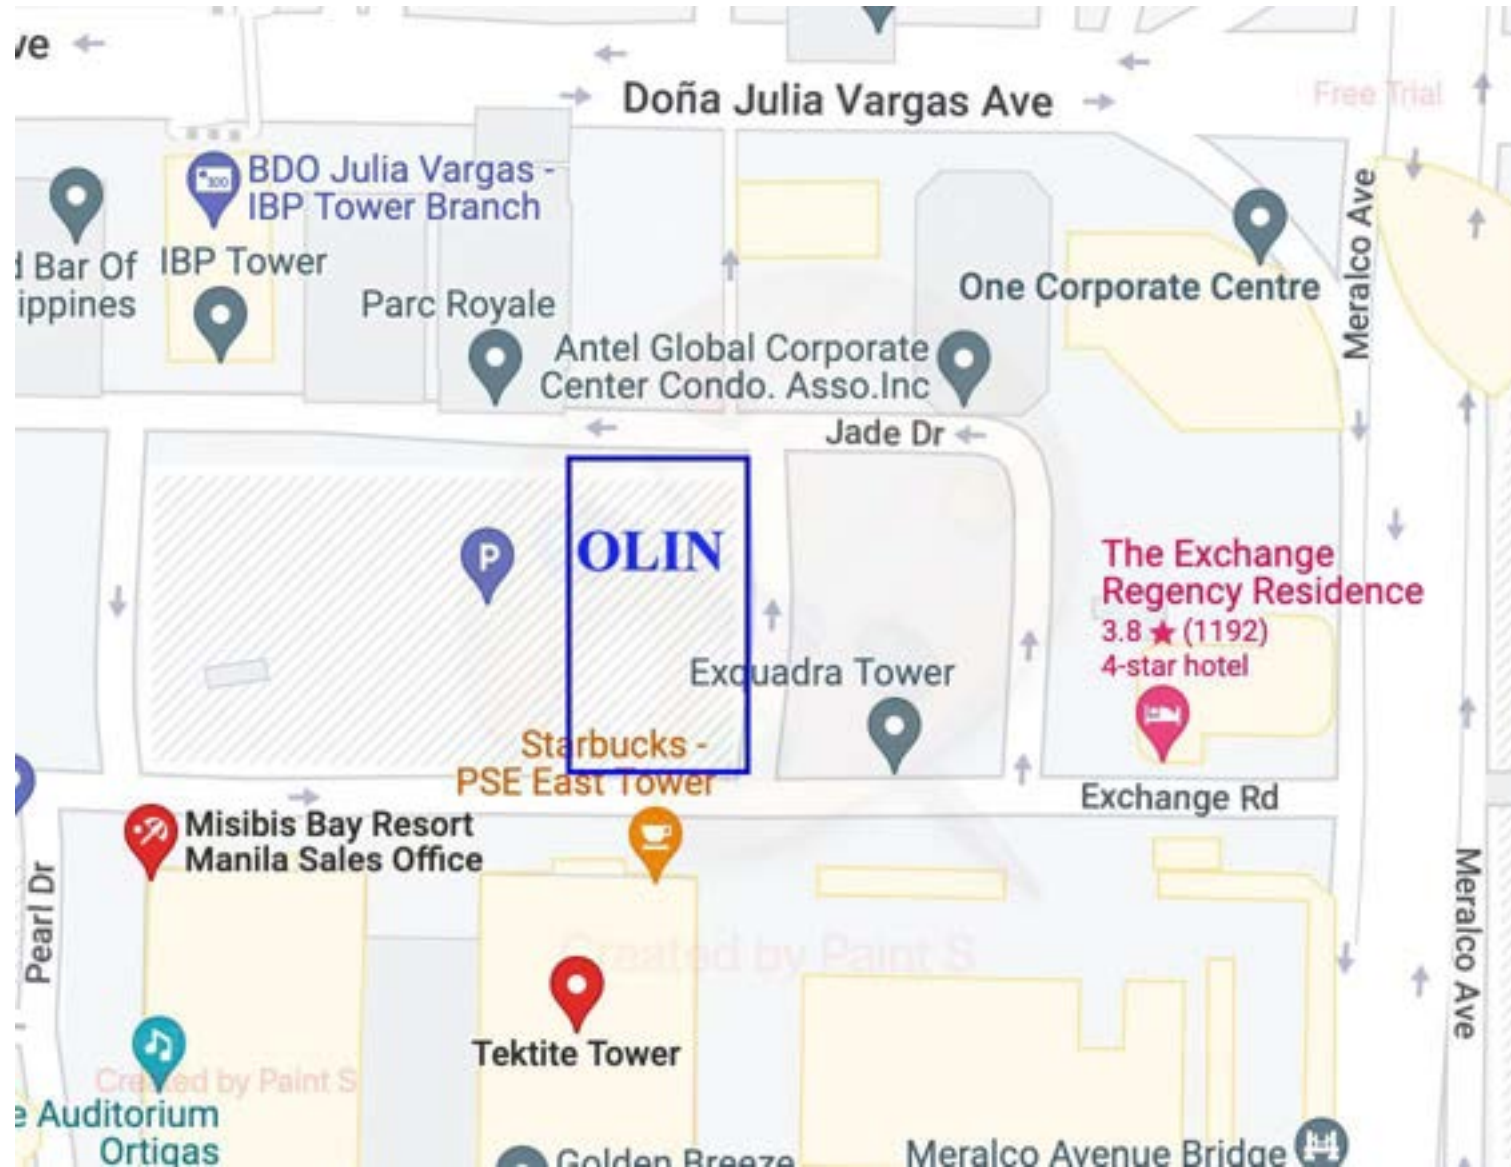 ve
Doña Julia Vargas Ave
Free Trial
BDO Julia Vargas -
IBP Tower Branch
300
d Bar Of
ippines
IBP Tower
Parc Royale
Antel Global Corporate
Center Condo. Asso.Inc
One Corporate Centre
Meralco Ave
Jade Dr
OLIN
P
The Exchange
Regency Residence
3.8 ★ (1192)
4-star hotel
Exquadra Tower
Starbucks -
PSE East Tower
Exchange Rd
Misibis Bay Resort
Manila Sales Office
Pearl Dr
Meralco Ave
Created by Paint S
Tektite Tower
Created by Paint S
e Auditorium
Ortigas
Golden Breeze
Meralco Avenue Bridge